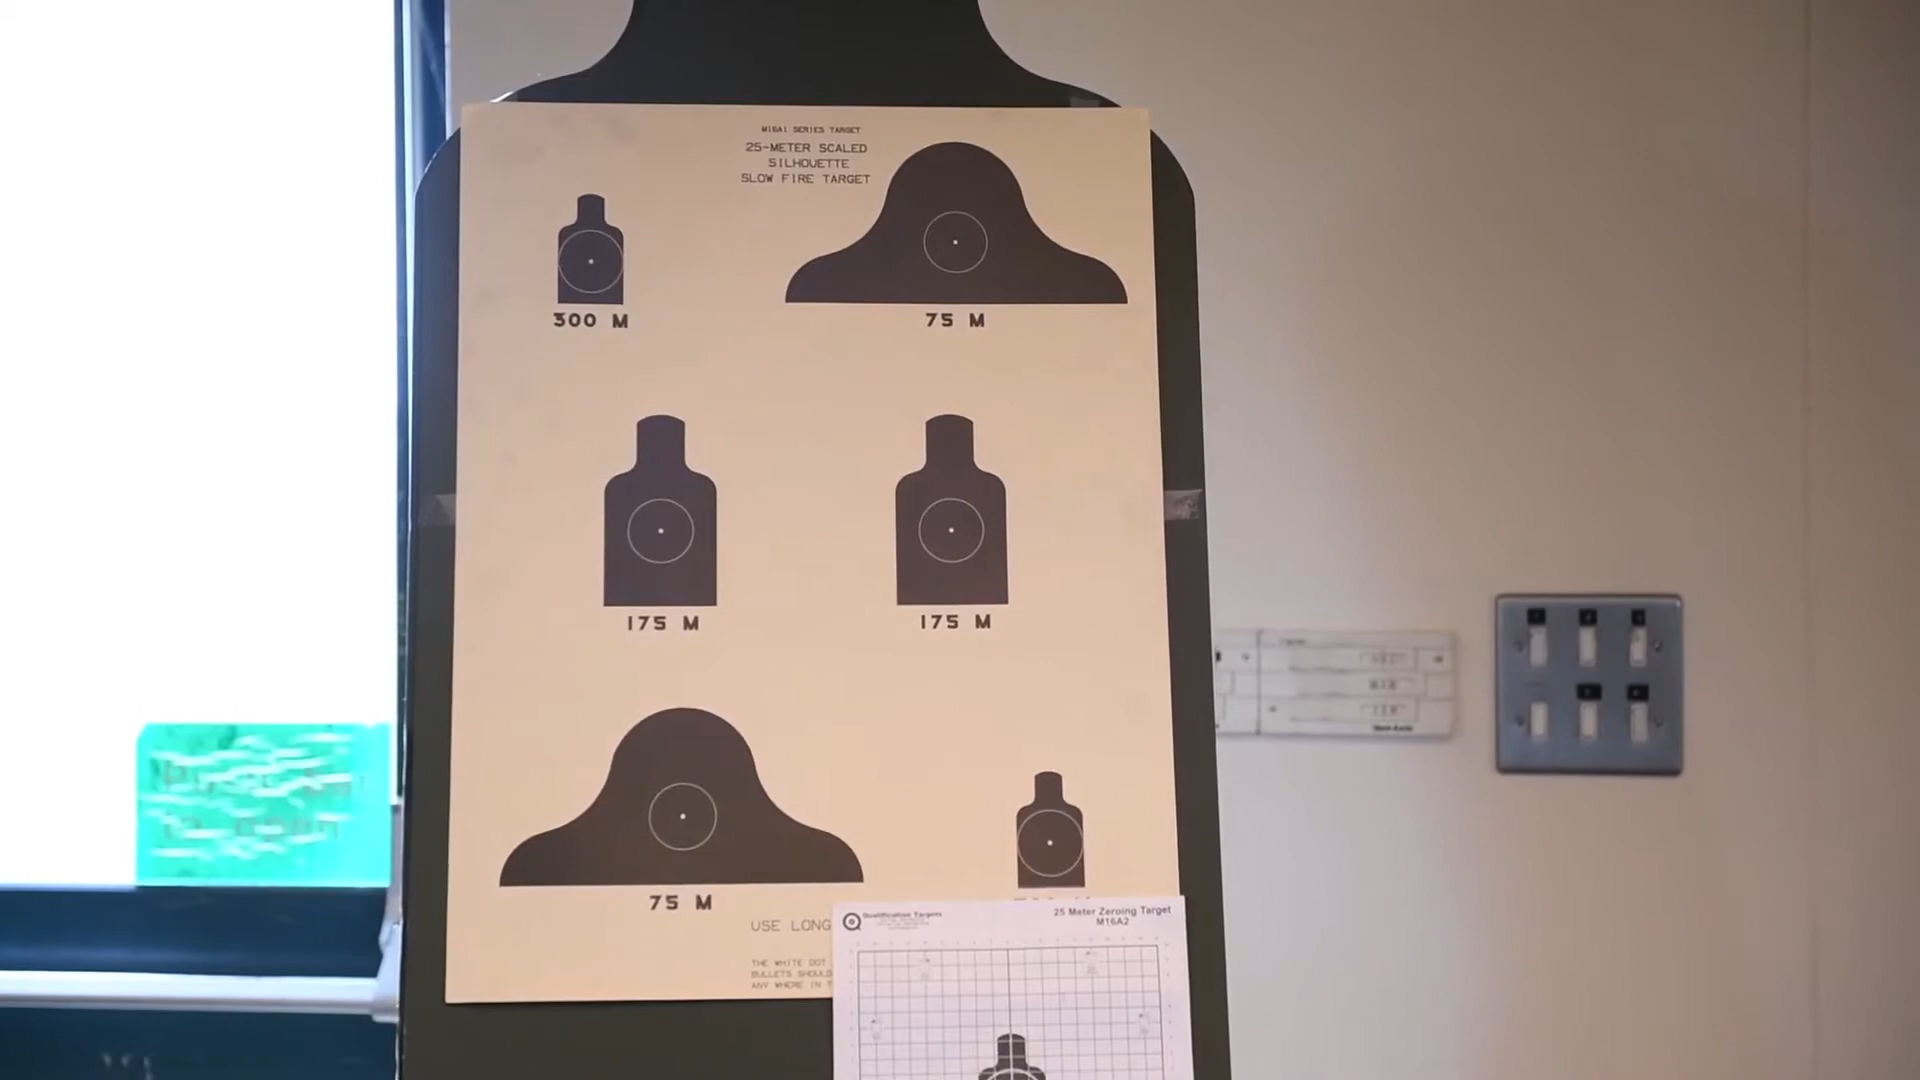 M16A1 SERIES TARGET
25-METER SCALED
SILHOUETTE
SLOW FIRE TARGET
300 M
75 M
175 M
175 M
75 M
USE LONG
THE WHITE DOT
BULLETS SHOULD
ANY WHERE IN T
Qualification Targets
25 Meter Zeroing Target
M16A2